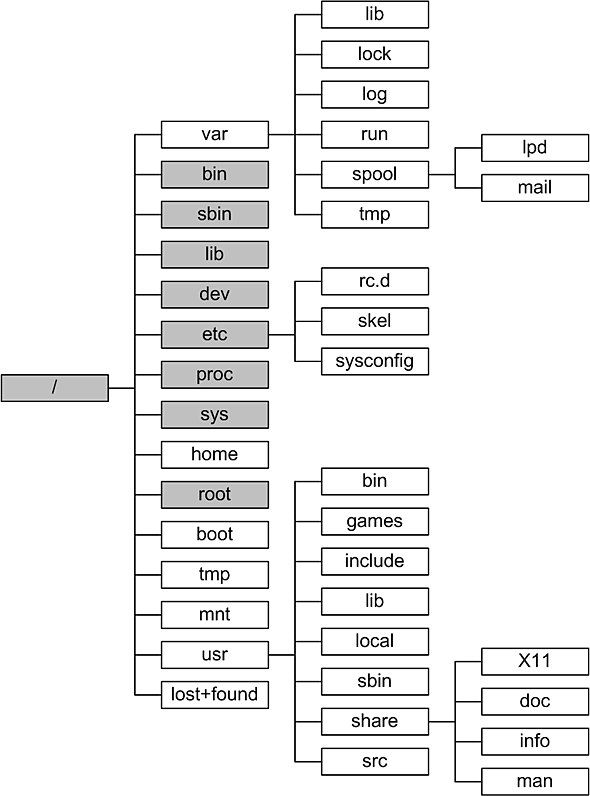 /
var
lib
lock
log
run
spool
lpd
mail
tmp
bin
sbin
lib
dev
etc
rc.d
skel
sysconfig
proc
sys
home
root
boot
tmp
mnt
usr
bin
games
include
lib
local
sbin
share
X11
doc
info
man
src
lost+found